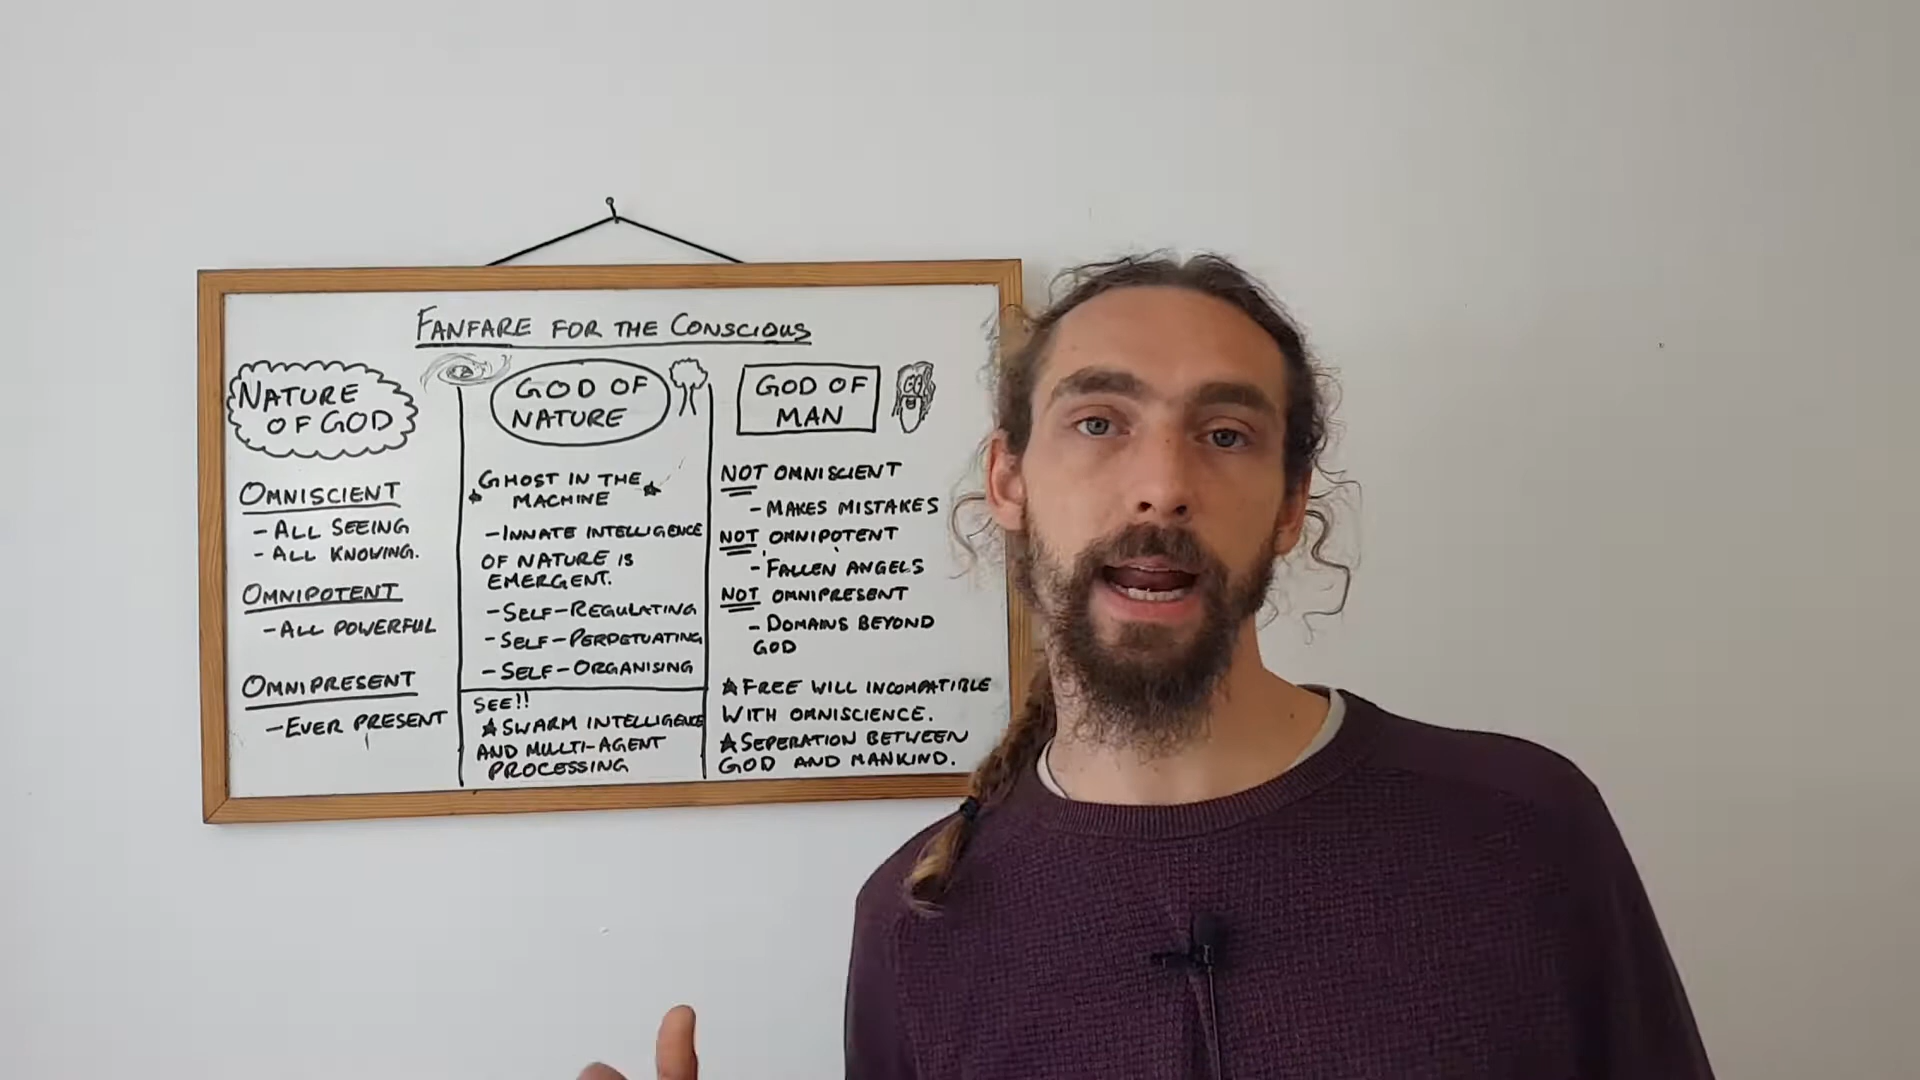 FANFARE FOR THE CONSCIOUS
NATURE
OF GOD
OMNISCIENT
- ALL SEEING
- ALL KNOWING.
OMNIPOTENT
- ALL POWERFUL
OMNIPRESENT
- EVER PRESENT
GOD OF
NATURE
GHOST IN THE
MACHINE
- INNATE INTELLIGENCE
OF NATURE IS
EMERGENT.
- SELF-REGULATING
- SELF-PERPETUATING
- SELF-ORGANISING
SEE!!
★ SWARM INTELLIGENCE
AND MULTI-AGENT
PROCESSING
GOD OF
MAN
NOT OMNISCIENT
- MAKES MISTAKES
NOT OMNIPOTENT
- FALLEN ANGELS
NOT OMNIPRESENT
- DOMAINS BEYOND
GOD
★ FREE WILL INCOMPATIBLE
WITH OMNISCIENCE.
★ SEPERATION BETWEEN
GOD AND MANKIND.